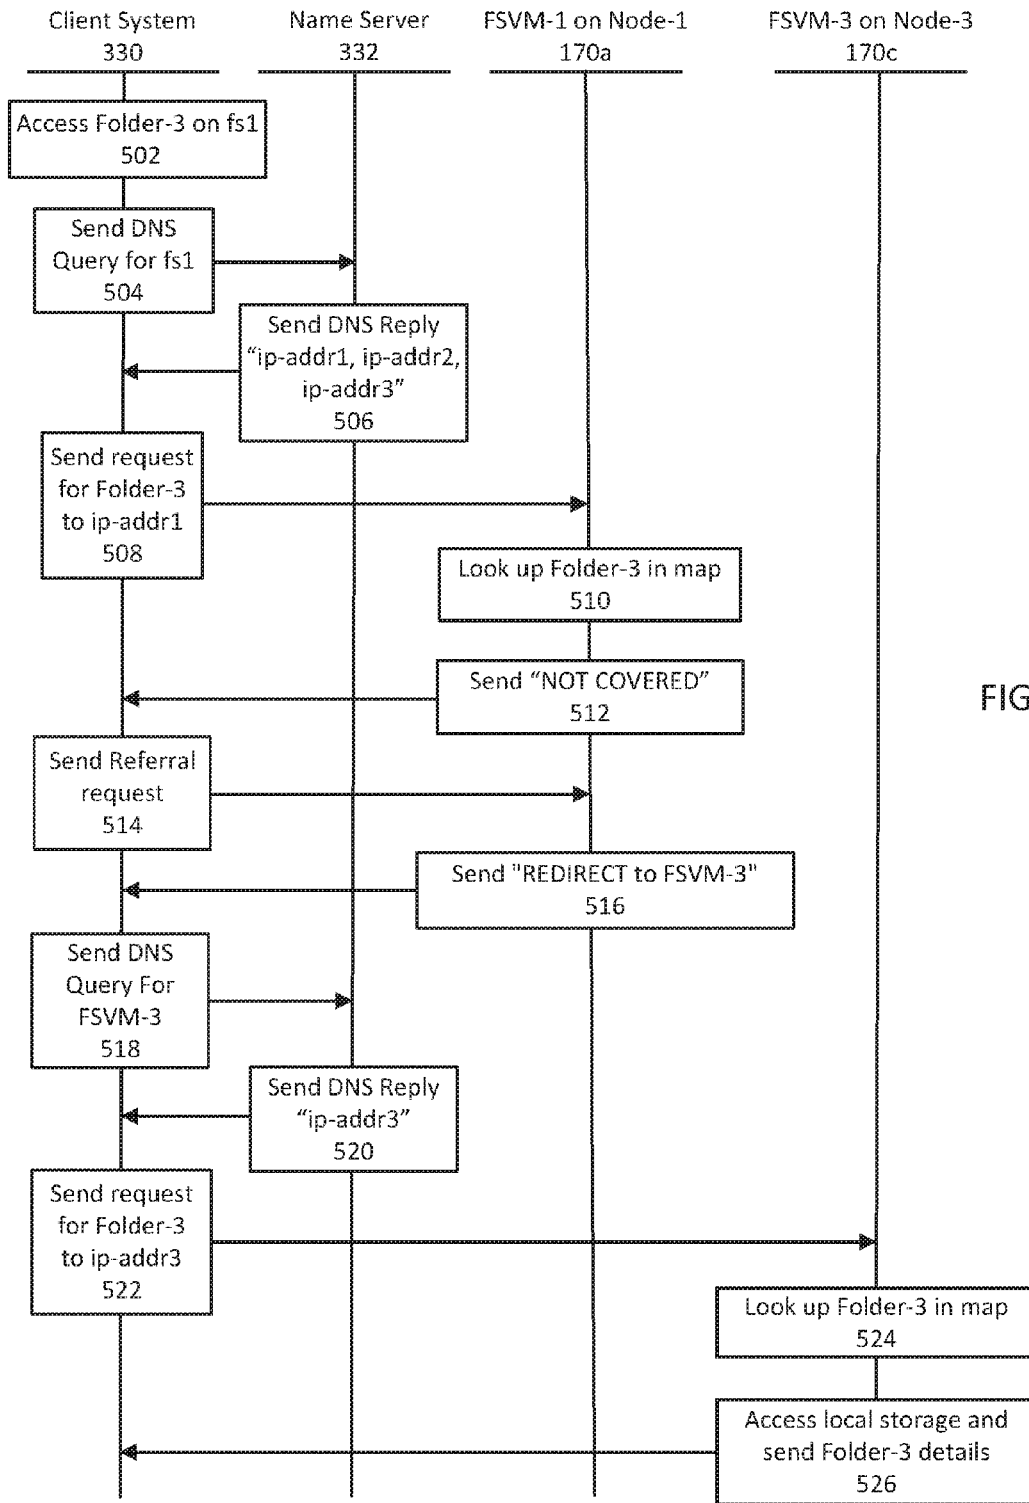 Client System
330
Name Server
332
FSVM-1 on Node-1
170a
FSVM-3 on Node-3
170c
Access Folder-3 on fs1
502
Send DNS
Query for fs1
504
Send DNS Reply
“ip-addr1, ip-addr2,
ip-addr3”
506
Send request
for Folder-3
to ip-addr1
508
Look up Folder-3 in map
510
Send “NOT COVERED”
512
FIG
Send Referral
request
514
Send "REDIRECT to FSVM-3"
516
Send DNS
Query For
FSVM-3
518
Send DNS Reply
“ip-addr3”
520
Send request
for Folder-3
to ip-addr3
522
Look up Folder-3 in map
524
Access local storage and
send Folder-3 details
526